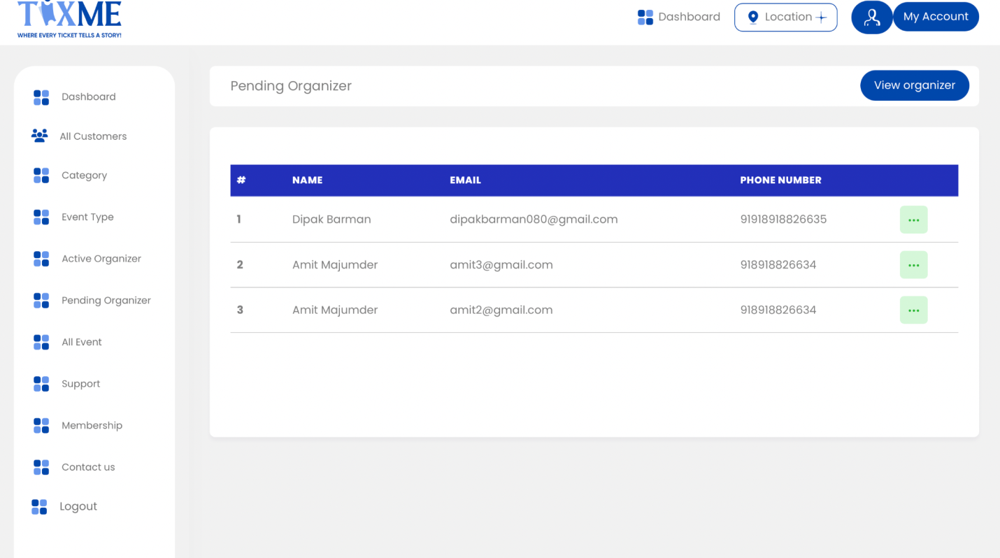 TIXME
WHERE EVERY TICKET TELLS A STORY!
Dashboard
Location
My Account
Dashboard
All Customers
Category
Event Type
Active Organizer
Pending Organizer
All Event
Support
Membership
Contact us
Logout
Pending Organizer
View organizer
# NAME EMAIL PHONE NUMBER
1 Dipak Barman dipakbarman080@gmail.com 91918918826635
2 Amit Majumder amit3@gmail.com 918918826634
3 Amit Majumder amit2@gmail.com 918918826634